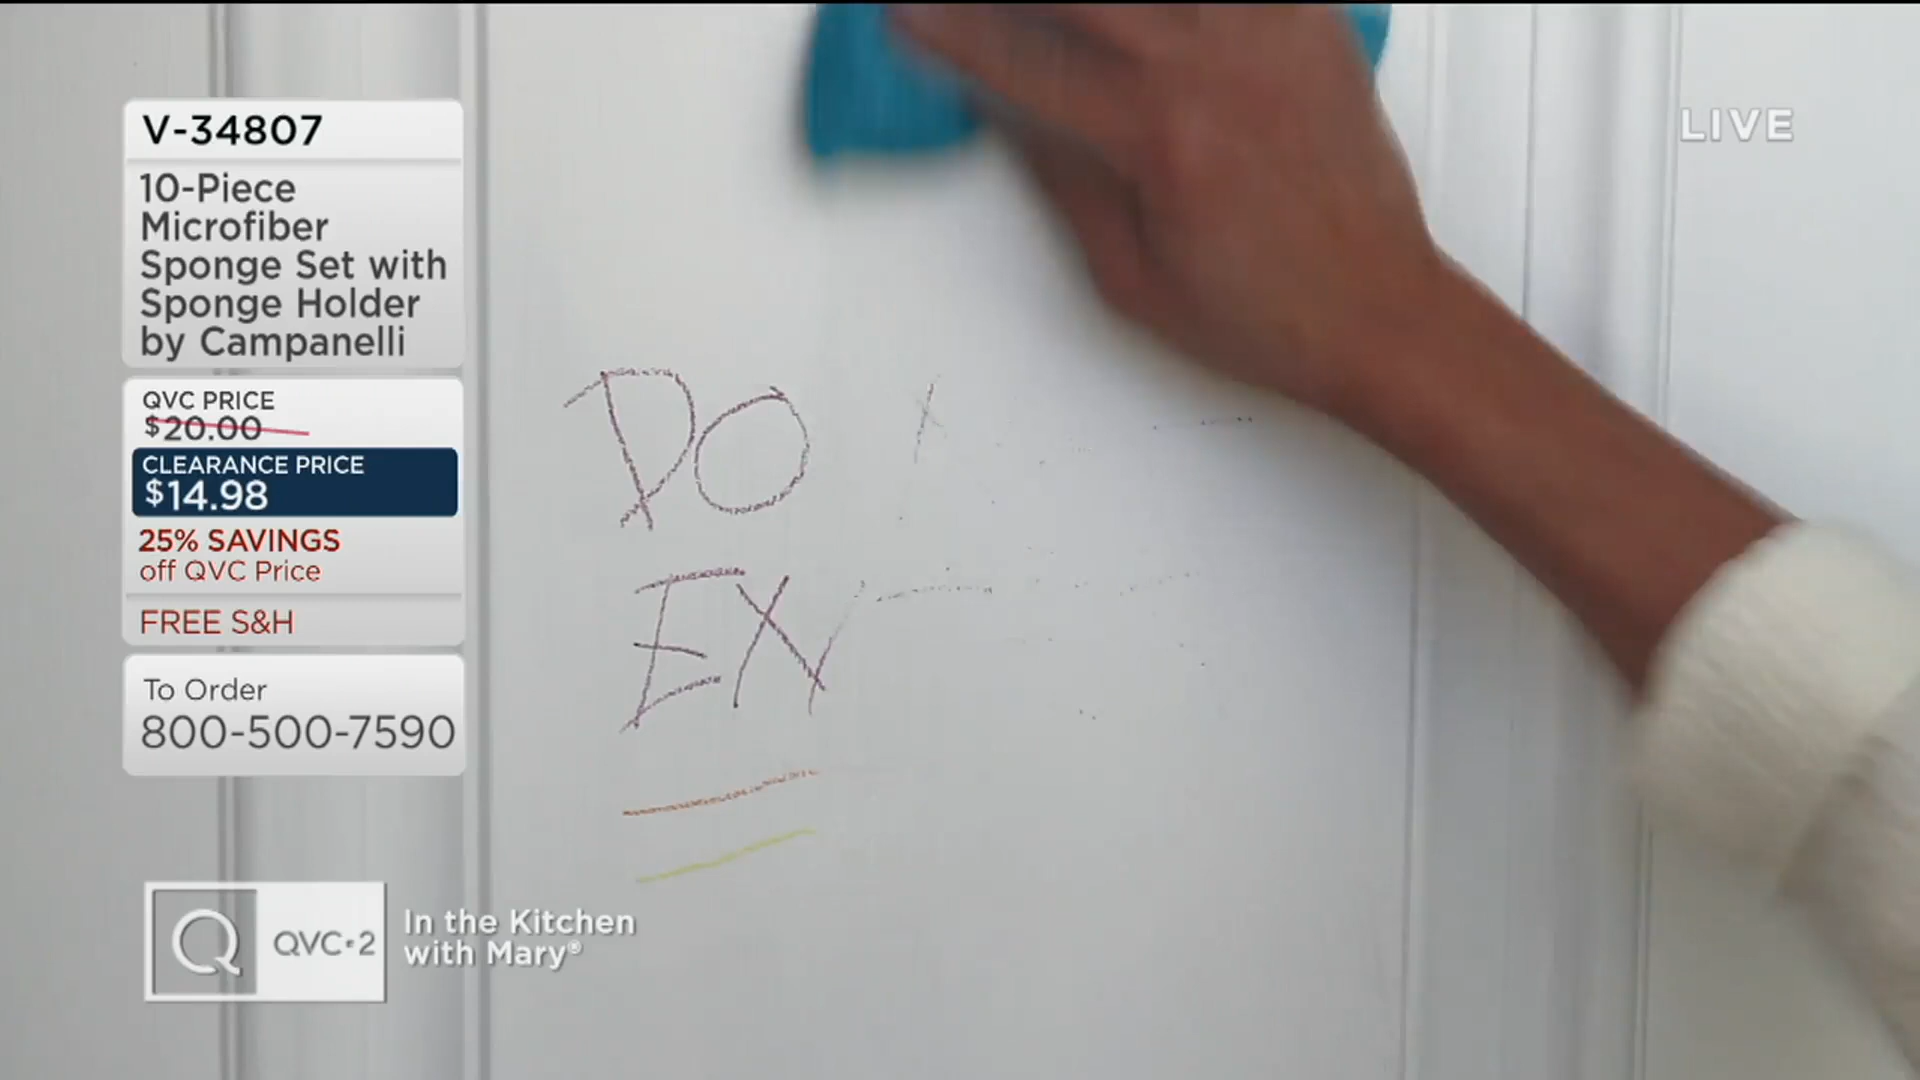 V-34807
10-Piece
Microfiber
Sponge Set with
Sponge Holder
by Campanelli
QVC PRICE
$20.00
CLEARANCE PRICE
$14.98
25% SAVINGS
off QVC Price
FREE S&H
To Order
800-500-7590
Q QVC•2
In the Kitchen
with Mary®
LIVE
DO
EX